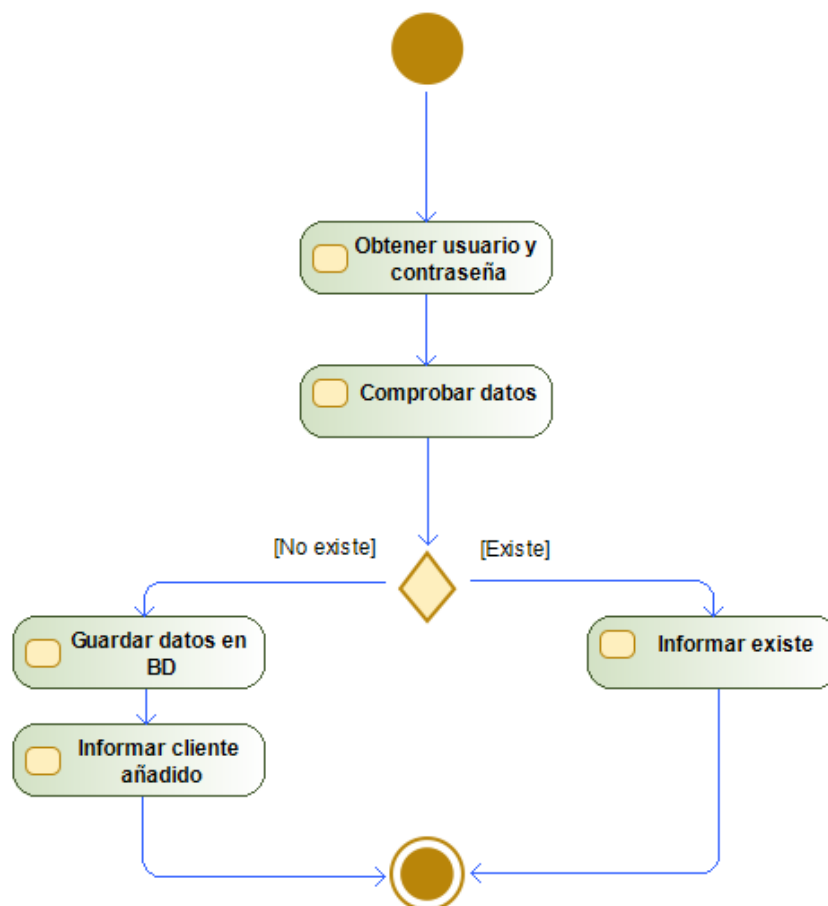 Obtener usuario y
contraseña
Comprobar datos
[No existe]
[Existe]
Guardar datos en
BD
Informar existe
Informar cliente
añadido